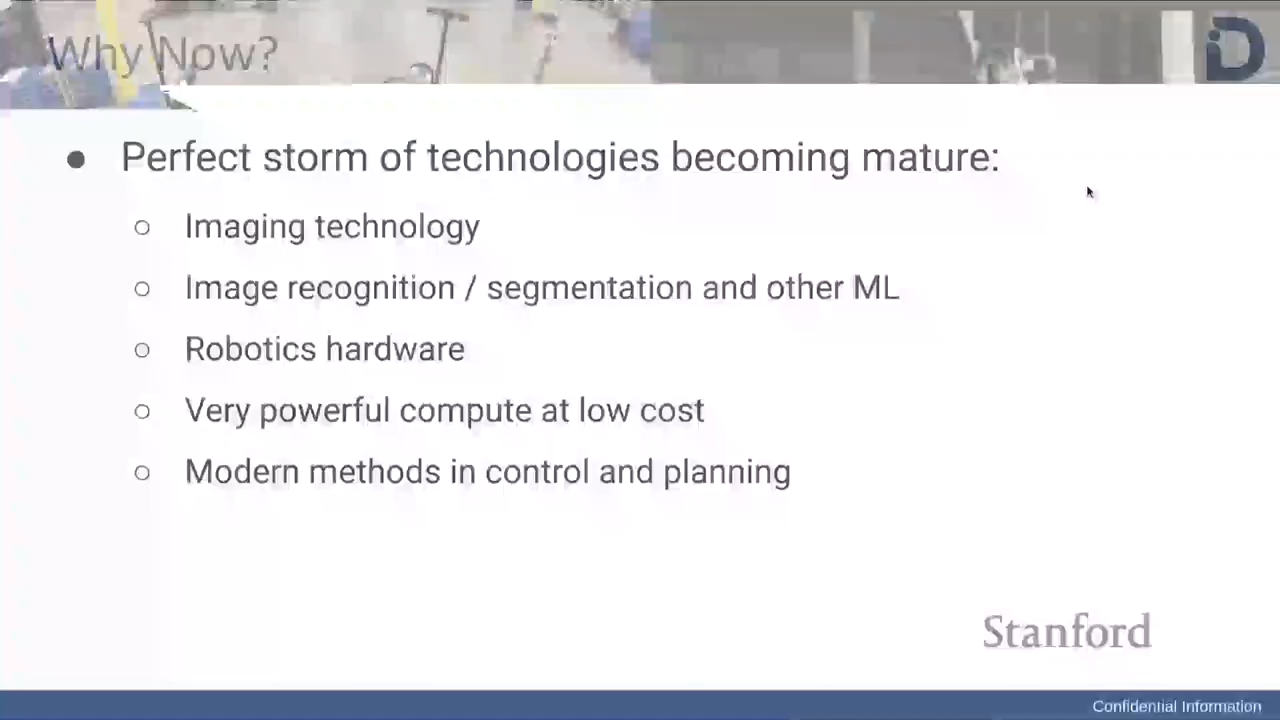 Why Now?
● Perfect storm of technologies becoming mature:
○ Imaging technology
○ Image recognition / segmentation and other ML
○ Robotics hardware
○ Very powerful compute at low cost
○ Modern methods in control and planning
Stanford
Confidential Information